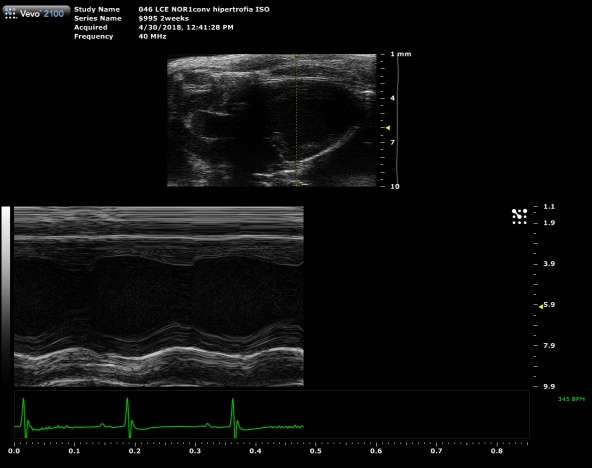 Vevo 2100
Study Name 046 LCE NOR1conv hipertrofia ISO
Series Name $995 2weeks
Acquired 4/30/2018, 12:41:28 PM
Frequency 40 MHz
1 mm
4
7
10
1.1
1.9
3.9
5.9
7.9
9.9
345 BPM
0.0 0.1 0.2 0.3 0.4 0.5 0.6 0.7 0.8